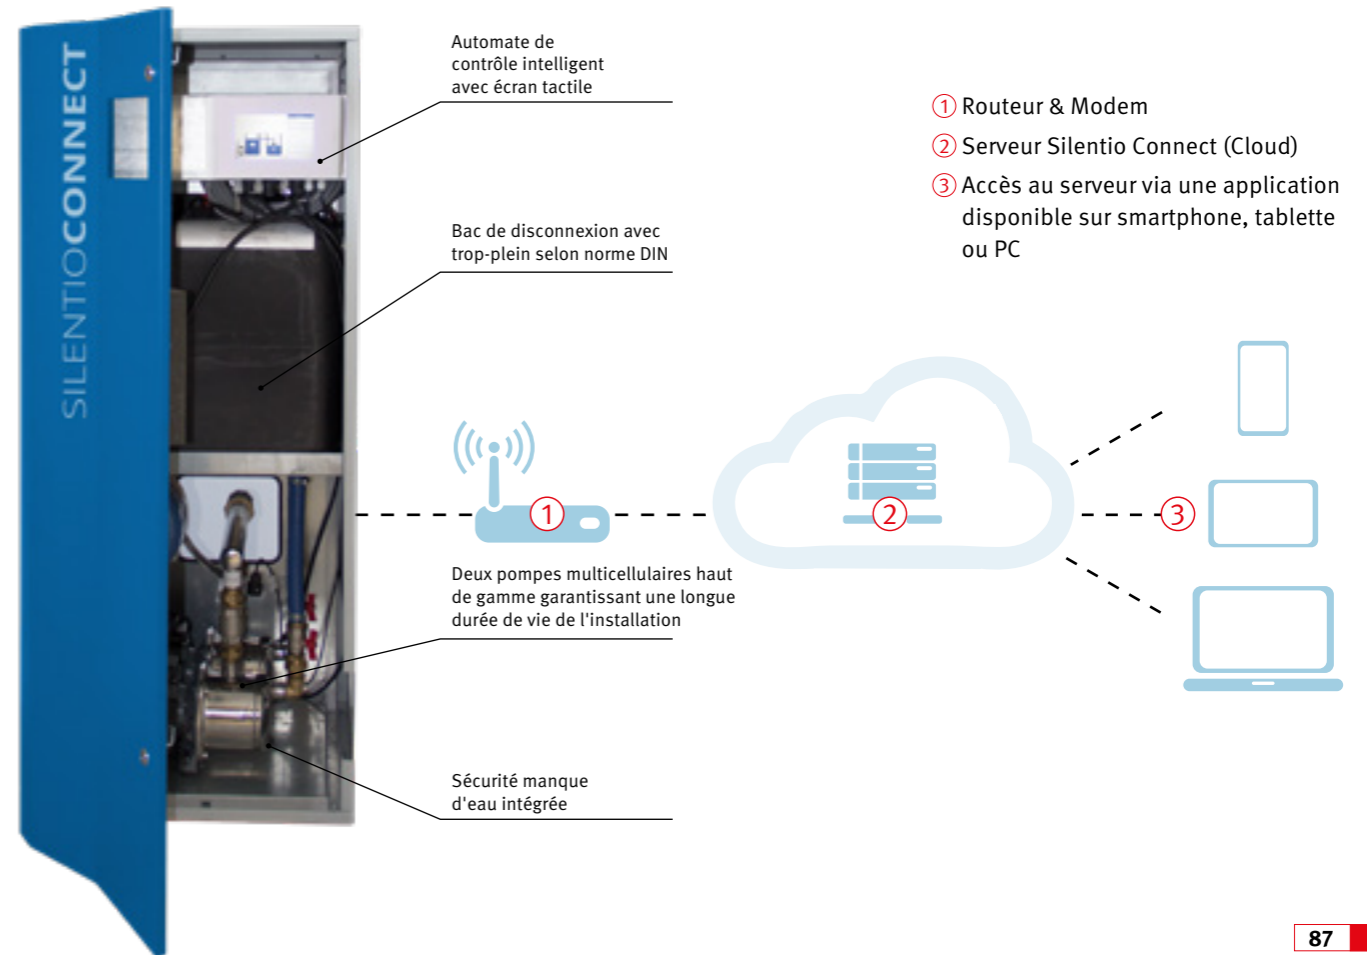 SILENTIOCONNECT
Automate de
contrôle intelligent
avec écran tactile
Bac de disconnexion avec
trop-plein selon norme DIN
Deux pompes multicellulaires haut
de gamme garantissant une longue
durée de vie de l'installation
Sécurité manque
d'eau intégrée
1 Routeur & Modem
2 Serveur Silentio Connect (Cloud)
3 Accès au serveur via une application
disponible sur smartphone, tablette
ou PC
1
2
3
87